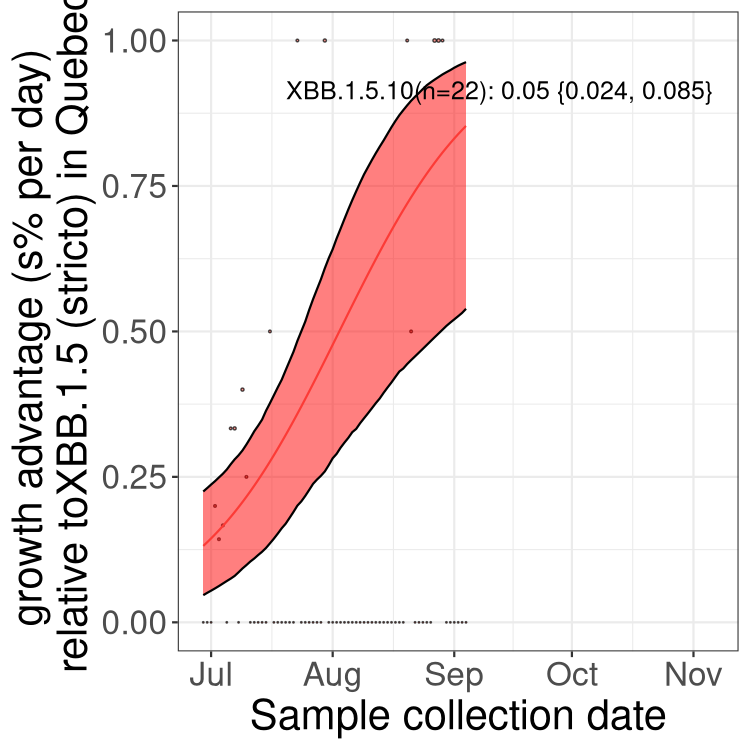 growth advantage (s% per day)
relative toXBB.1.5 (stricto) in Quebec
1.00
0.75
0.50
0.25
0.00
XBB.1.5.10(n=22): 0.05 {0.024, 0.085}
Jul Aug Sep Oct Nov
Sample collection date